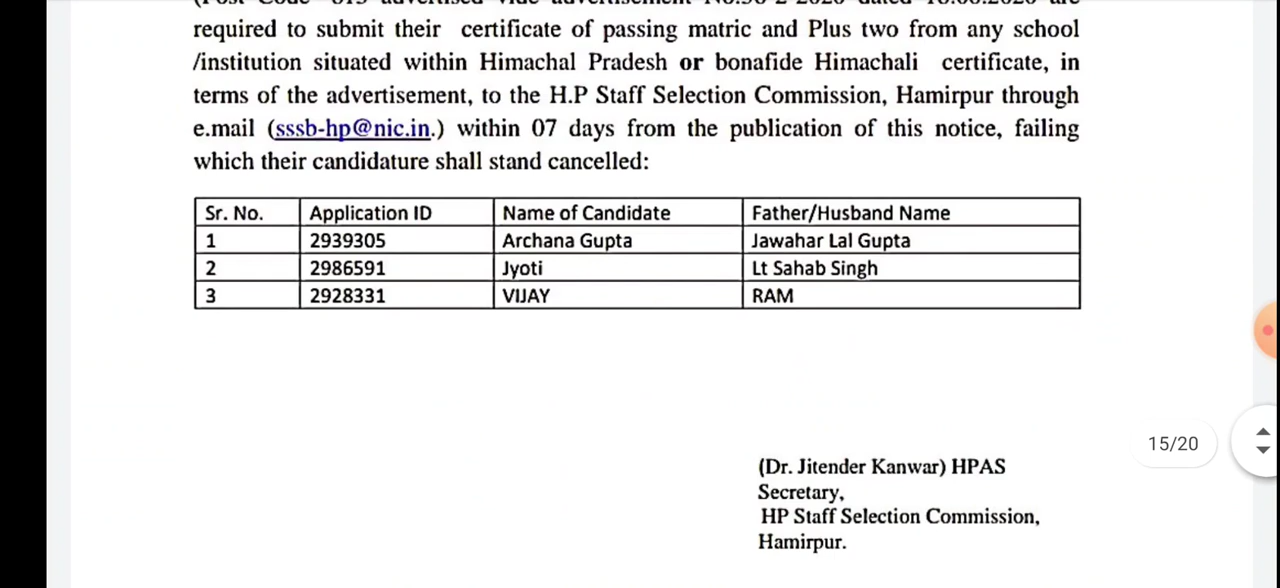 required to submit their certificate of passing matric and Plus two from any school
/institution situated within Himachal Pradesh or bonafide Himachali certificate, in
terms of the advertisement, to the H.P Staff Selection Commission, Hamirpur through
e.mail (sssb-hp@nic.in.) within 07 days from the publication of this notice, failing
which their candidature shall stand cancelled:
Sr. No. Application ID Name of Candidate Father/Husband Name
1 2939305 Archana Gupta Jawahar Lal Gupta
2 2986591 Jyoti Lt Sahab Singh
3 2928331 VIJAY RAM
15/20
(Dr. Jitender Kanwar) HPAS
Secretary,
HP Staff Selection Commission,
Hamirpur.